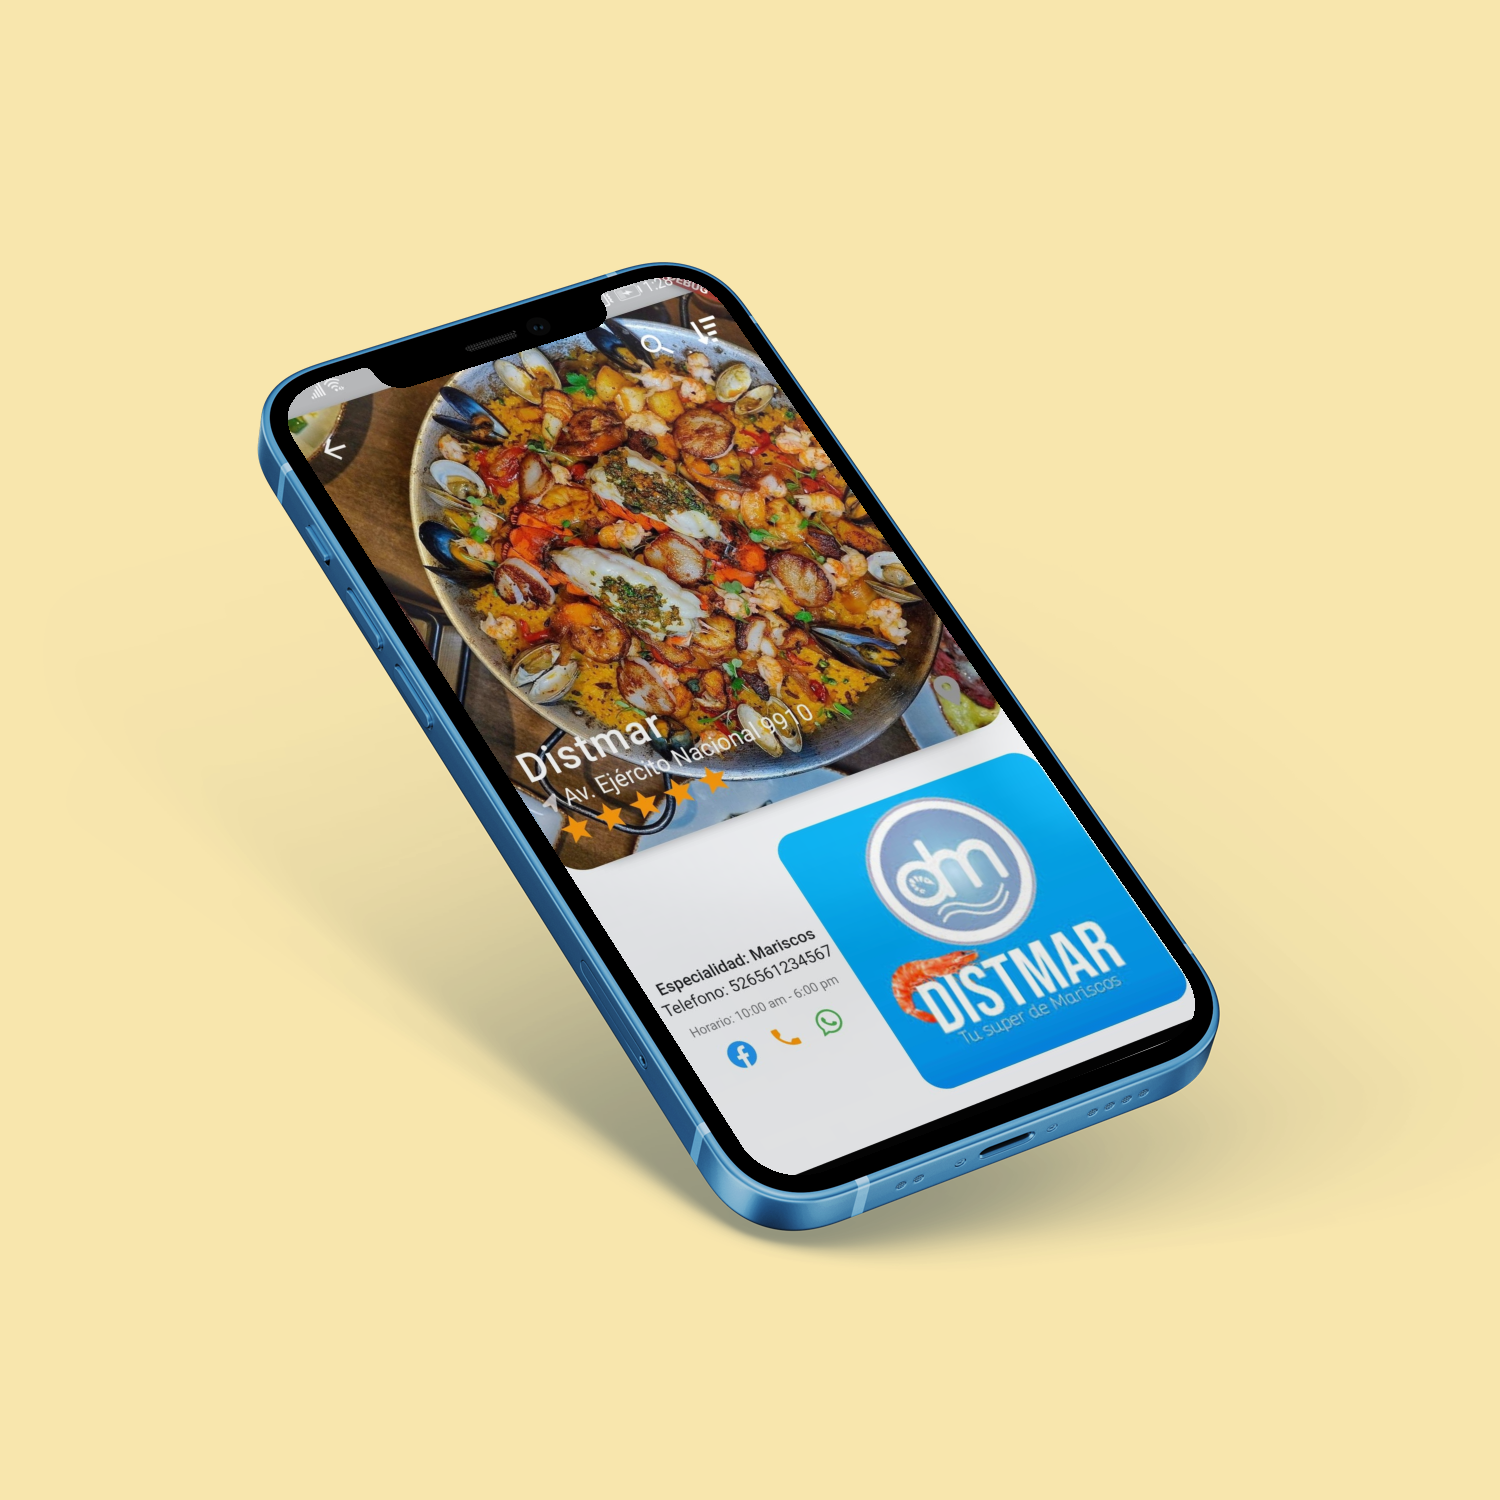 1:28
Distmar
Av. Ejército Nacional 9910
Especialidad: Mariscos
Telefono: 526561234567
Horario: 10:00 am - 6:00 pm
dm
DISTMAR
Tu super de Mariscos